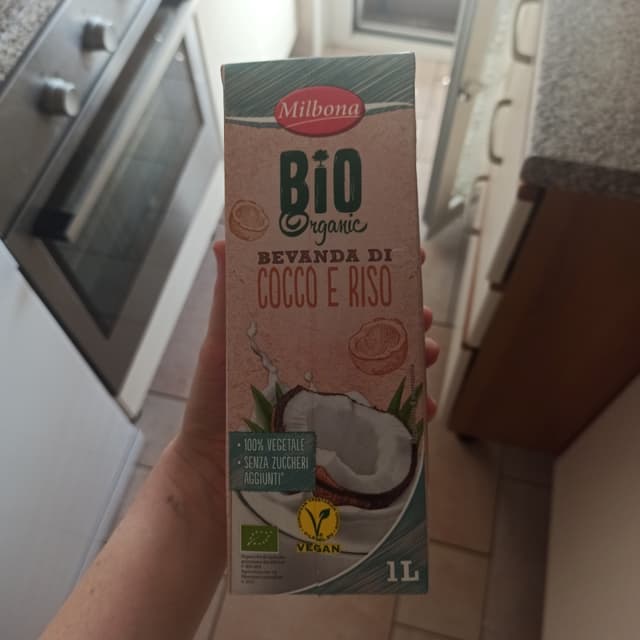 Milbona
BIO
Organic
BEVANDA DI
COCCO E RISO
• 100% VEGETALE
• SENZA ZUCCHERI
AGGIUNTI*
VEGAN
1L